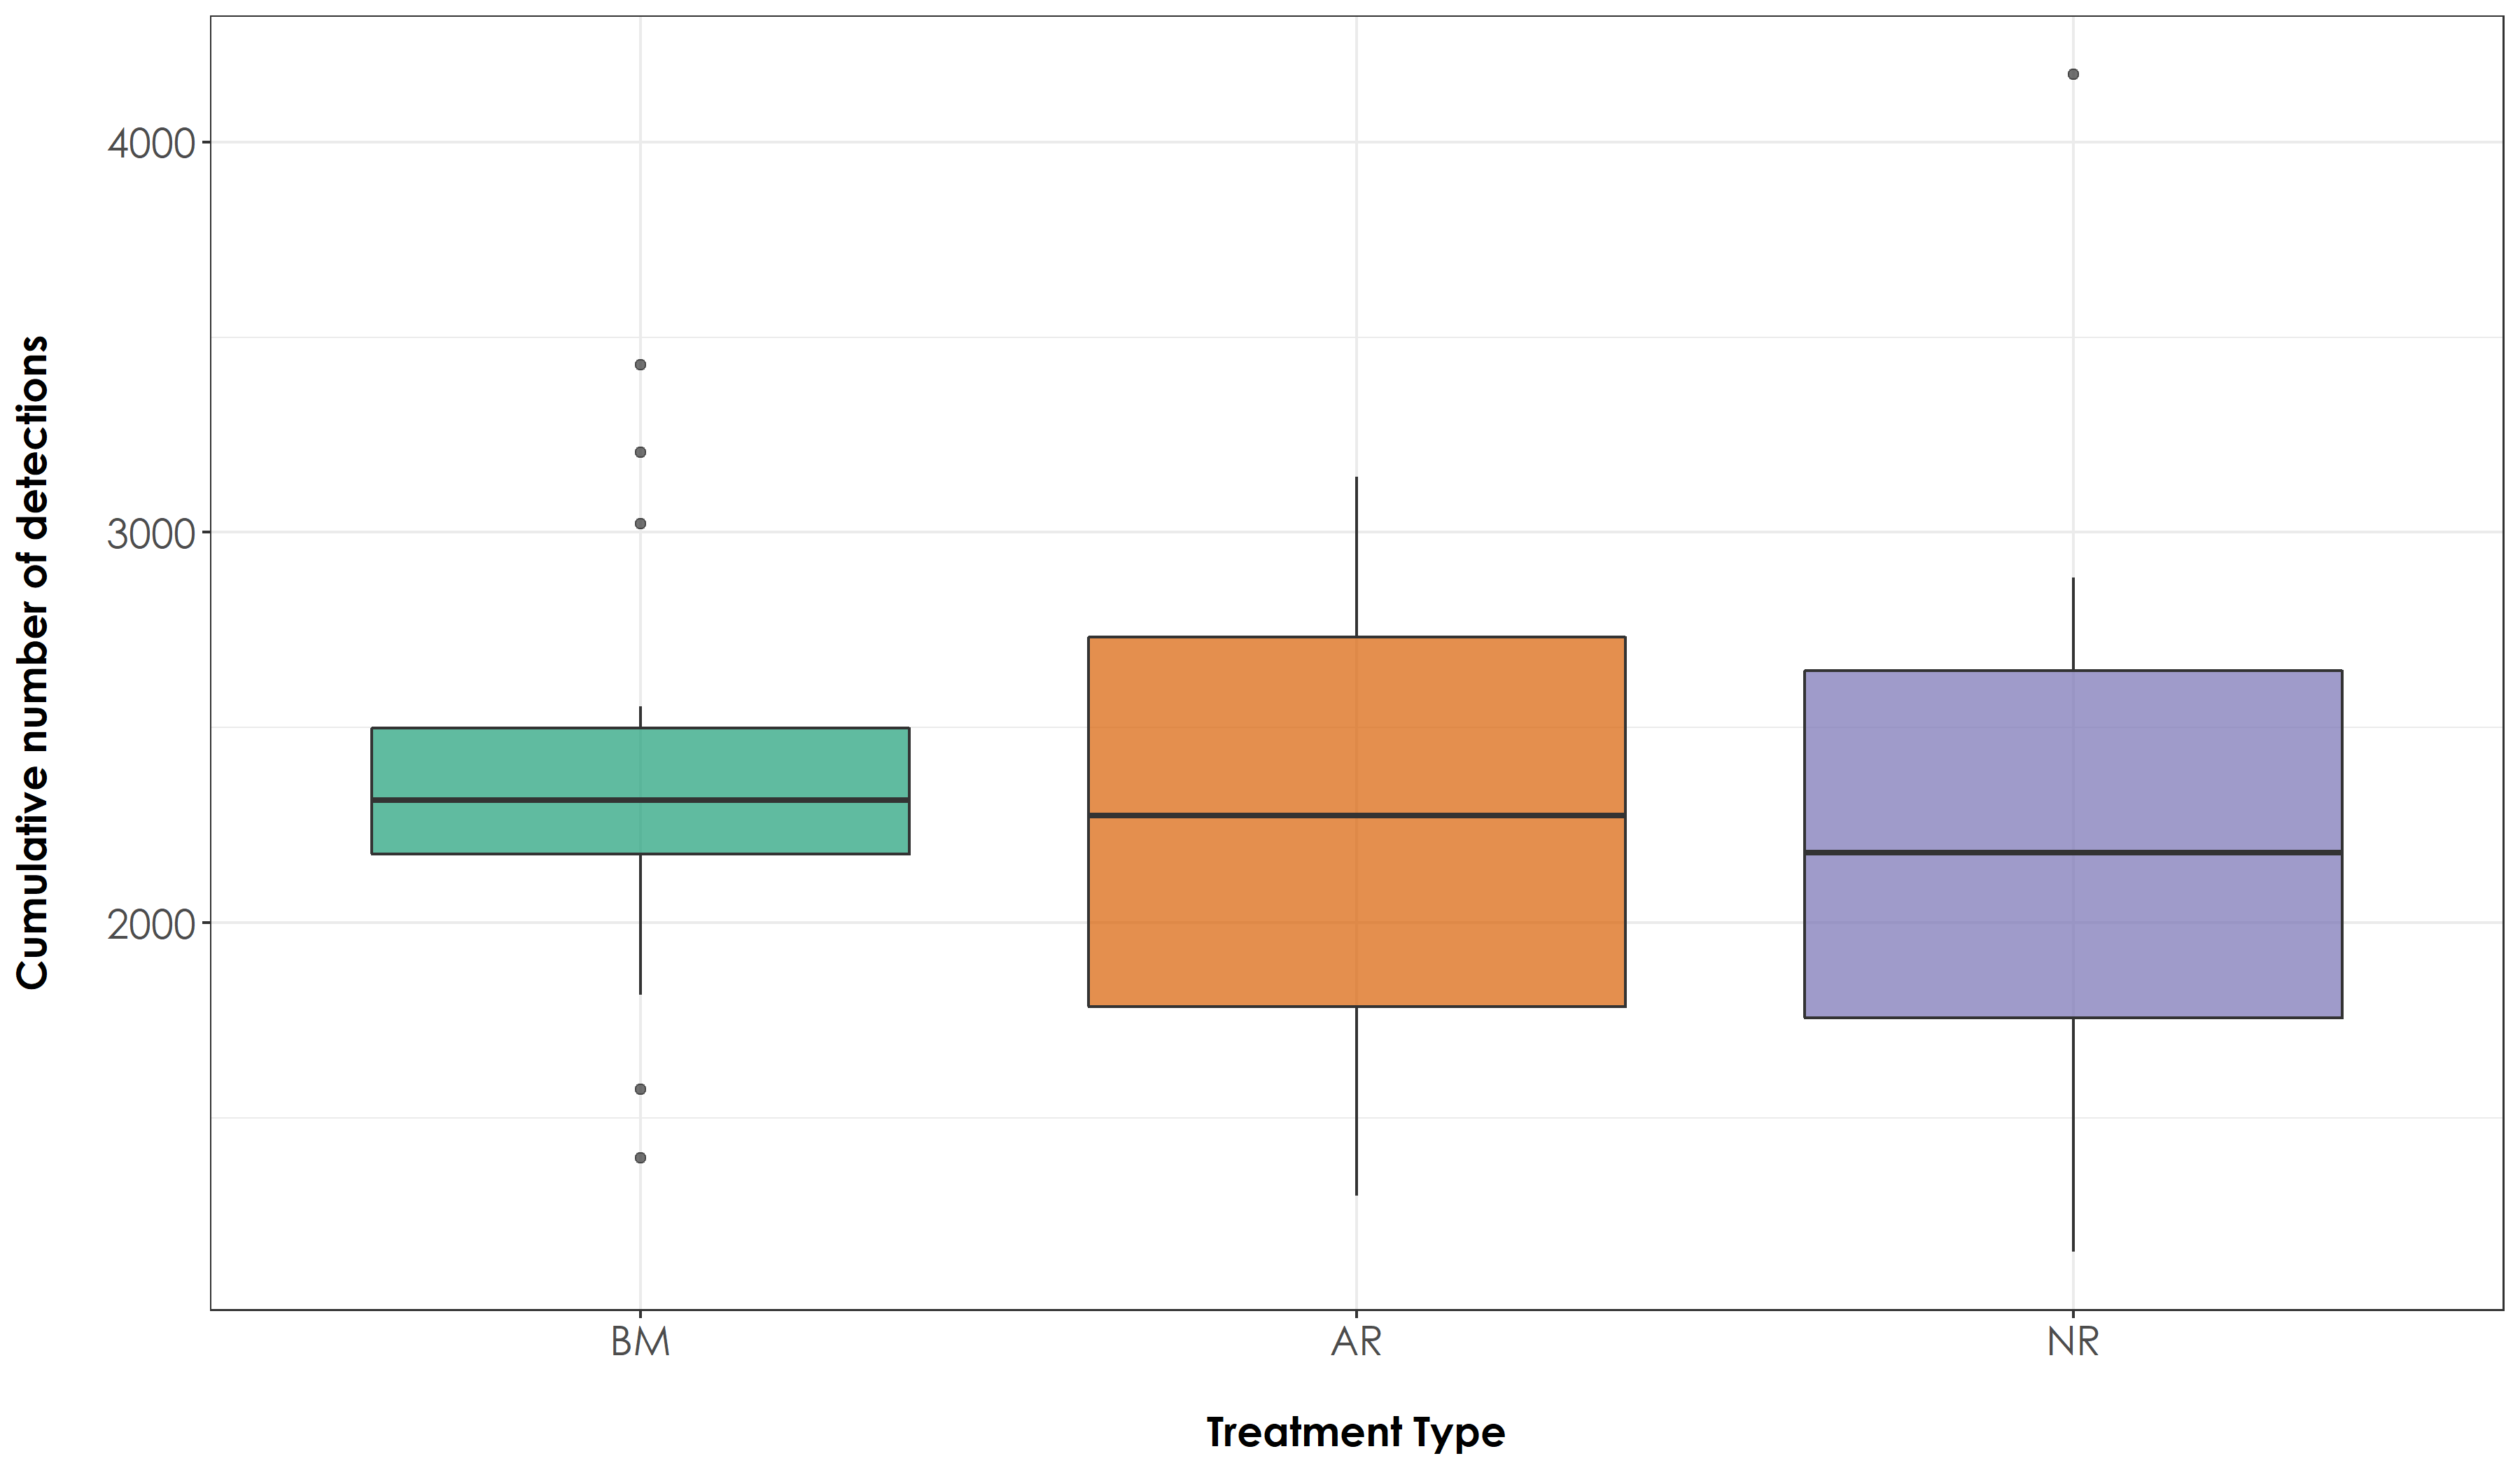 Cumulative number of detections
4000
3000
2000
BM
AR
NR
Treatment Type